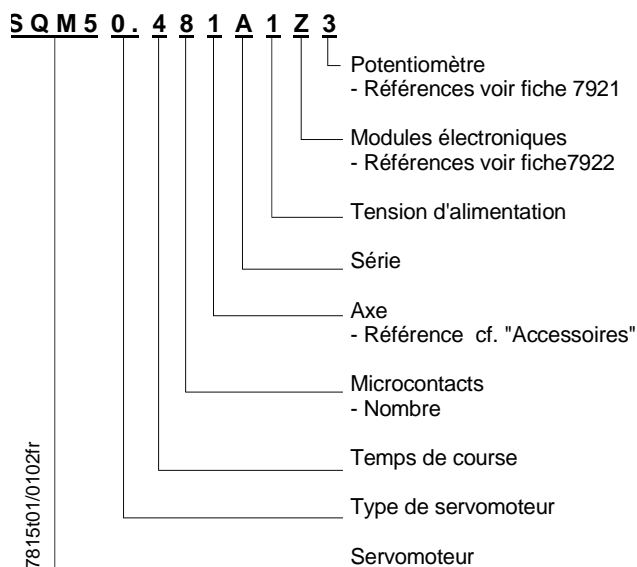 SQM50.481A1Z3
Potentiomètre
- Références voir fiche 7921
Modules électroniques
- Références voir fiche7922
Tension d'alimentation
Série
Axe
- Référence cf. "Accessoires"
Microcontacts
- Nombre
Temps de course
Type de servomoteur
Servomoteur
7815t01/0102fr